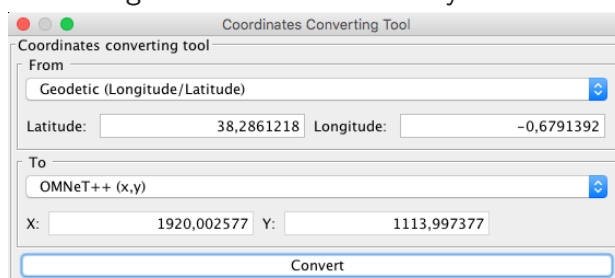 Coordinates Converting Tool
Coordinates converting tool
From
Geodetic (Longitude/Latitude)
Latitude: 38,2861218 Longitude: -0,6791392
To
OMNeT++ (x,y)
X: 1920,002577 Y: 1113,997377
Convert